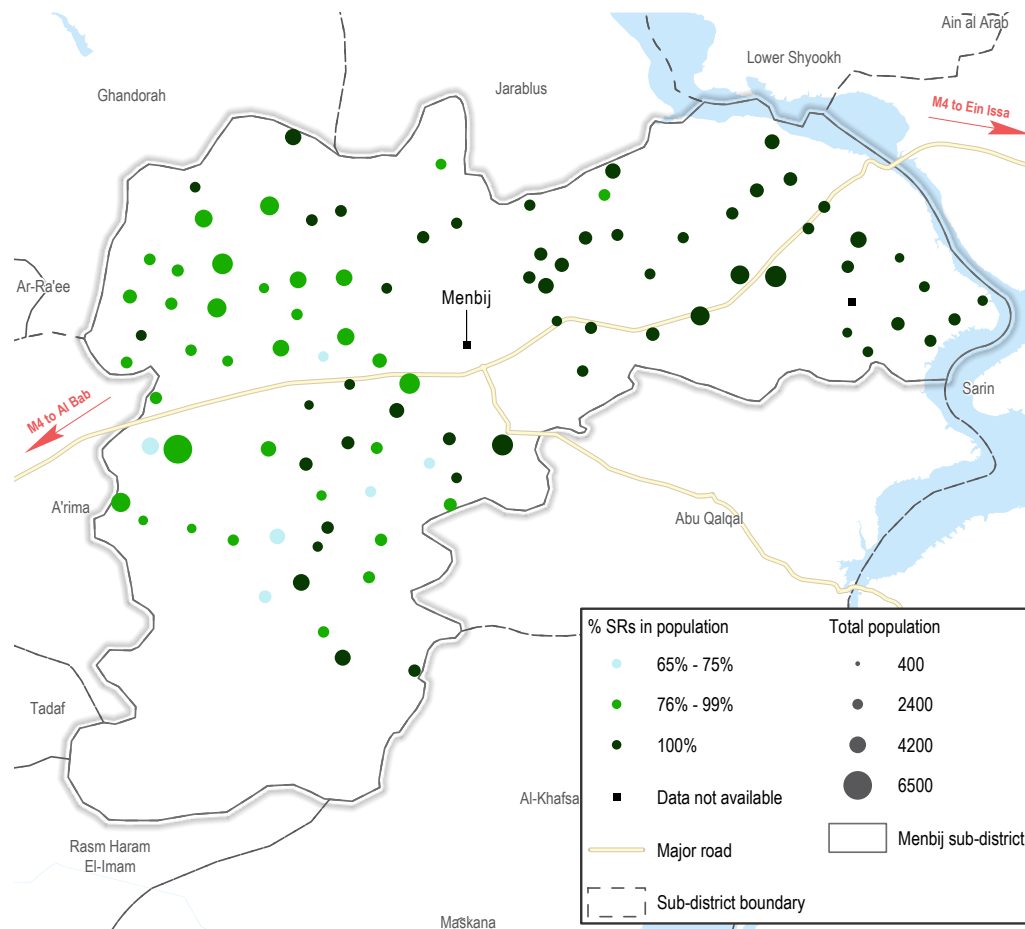 Ain al Arab
Lower Shyookh
Jarablus
Ghandorah
M4 to Ein Issa
Ar-Ra'ee
Menbij
Sarin
M4 to Al Bab
A'rima
Abu Qalqal
Tadaf
Al-Khafsa
Rasm Haram
El-Imam
Maskana
% SRs in population
65% - 75%
76% - 99%
100%
Data not available
Major road
Sub-district boundary
Total population
400
2400
4200
6500
Menbij sub-district